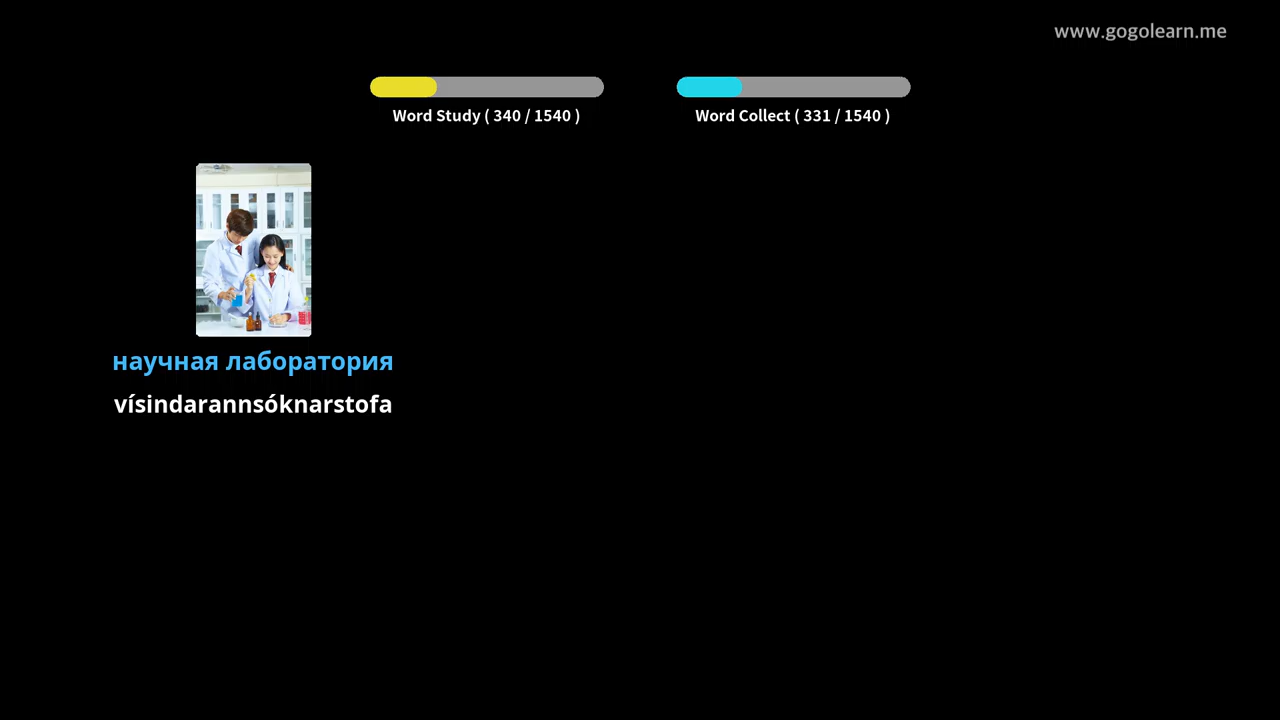 www.gogolearn.me
Word Study ( 340 / 1540 )
Word Collect ( 331 / 1540 )
научная лаборатория
vísindarannsóknarstofa